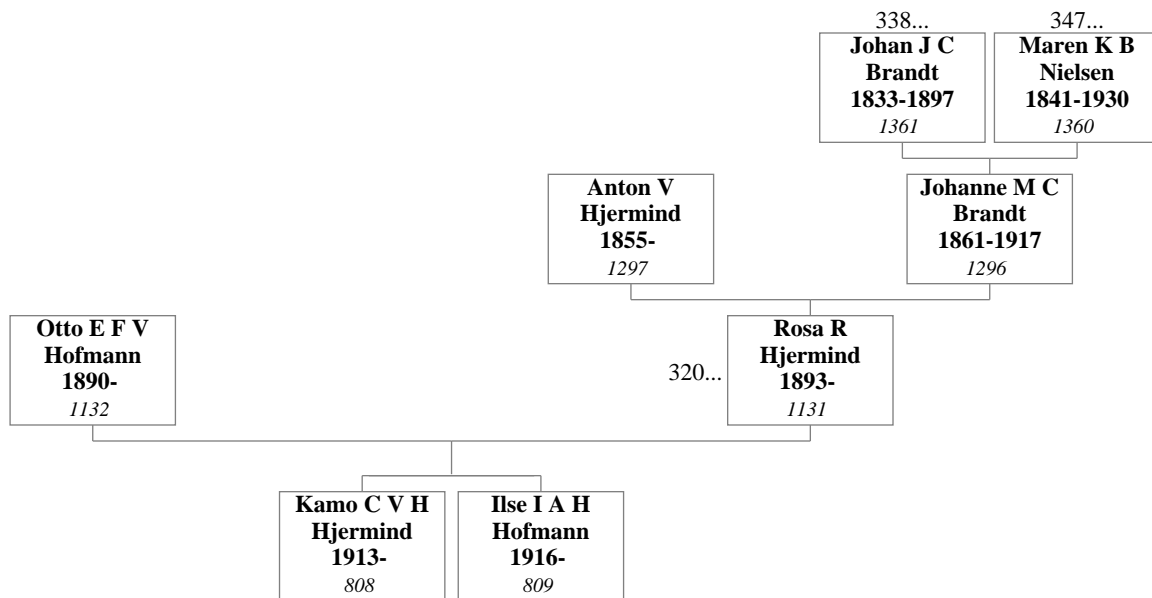 338...
347...
Johan J C
Brandt
1833-1897
1361
Maren K B
Nielsen
1841-1930
1360
Anton V
Hjermind
1855-
1297
Johanne M C
Brandt
1861-1917
1296
Otto E F V
Hofmann
1890-
1132
320...
Rosa R
Hjermind
1893-
1131
Kamo C V H
Hjermind
1913-
808
Ilse I A H
Hofmann
1916-
809